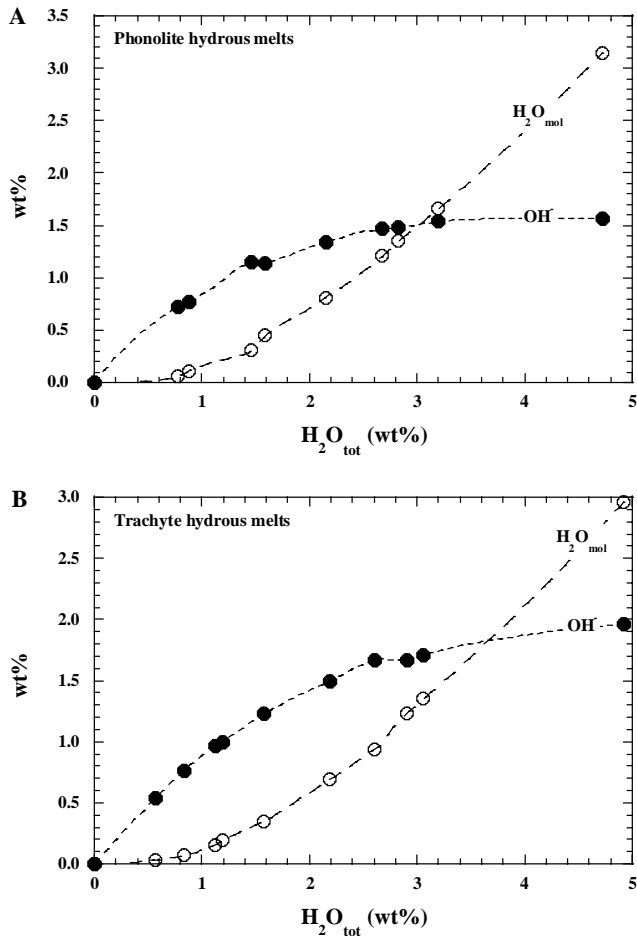 A
Phonolite hydrous melts
3.5
3.0
2.5
2.0
1.5
1.0
0.5
0.0
wt%
H₂Oₘₒₗ
OH⁻
0 1 2 3 4 5
H₂Oₜₒₜ (wt%)
B
Trachyte hydrous melts
3.0
2.5
2.0
1.5
1.0
0.5
0.0
wt%
H₂Oₘₒₗ
OH⁻
0 1 2 3 4 5
H₂Oₜₒₜ (wt%)